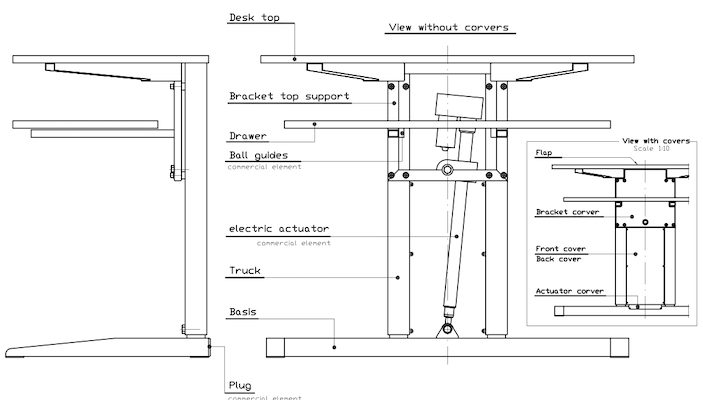 Desk top
View without corvers
Bracket top support
Drawer
Ball guides
commercial element
electric actuator
commercial element
Truck
Basis
Plug
commercial element
View with covers
Scale 1:10
Flap
Bracket corver
Front cover
Back cover
Actuator corver